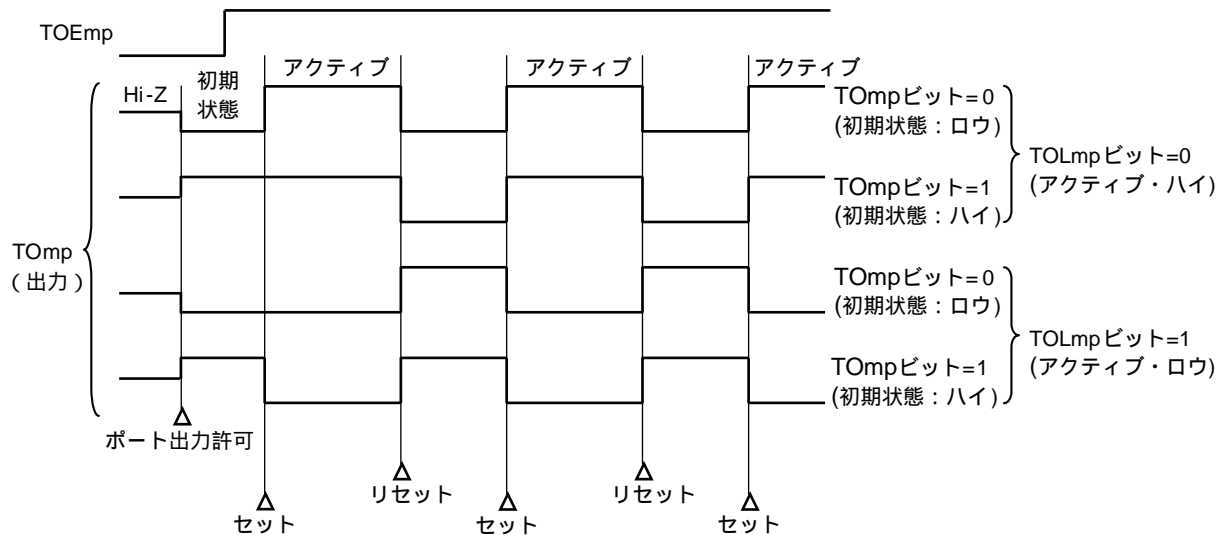 TOEmp
アクティブ
アクティブ
アクティブ
Hi-Z
初期
状態
TOmpビット=0
(初期状態：ロウ)
TOLmpビット=0
(アクティブ・ハイ)
TOmpビット=1
(初期状態：ハイ)
TOmp
（出力）
TOmpビット=0
(初期状態：ロウ)
TOLmpビット=1
(アクティブ・ロウ)
TOmpビット=1
(初期状態：ハイ)
ポート出力許可
リセット
リセット
セット
セット
セット